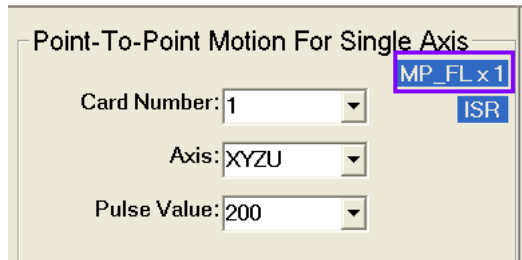 Point-To-Point Motion For Single Axis
MP_FL x 1
Card Number: 1
ISR
Axis: XYZU
Pulse Value: 200